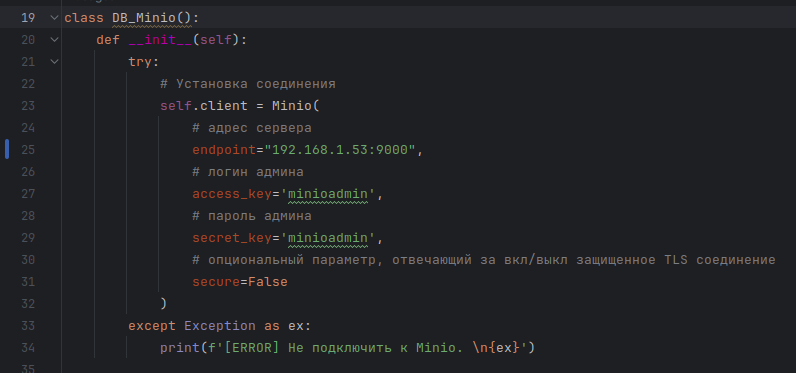 19 class DB_Minio():
20 def __init__(self):
21 try:
22 # Установка соединения
23 self.client = Minio(
24 # адрес сервера
25 endpoint="192.168.1.53:9000",
26 # логин админа
27 access_key='minioadmin',
28 # пароль админа
29 secret_key='minioadmin',
30 # опциональный параметр, отвечающий за вкл/выкл защищенное TLS соединение
31 secure=False
32 )
33 except Exception as ex:
34 print(f'[ERROR] Не подключить к Minio. \n{ex}')
35